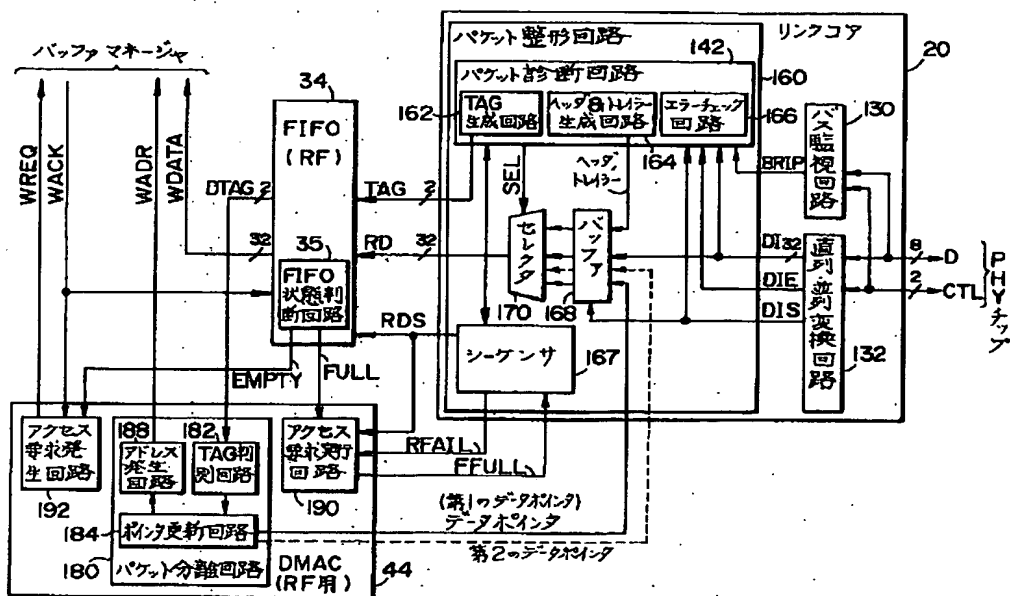 バッファ マネージャ
WREQ
WACK
WADR
WDATA
34
FIFO
(RF)
DTAG
2
32
35
FIFO
状態判
断回路
EMPTY
FULL
TAG
2
RD
32
RDS
リンクコア
20
パケット整形回路
142
160
パケット診断回路
162
TAG
生成回路
ヘッダ&トレイラー
生成回路
164
エラーチェック
回路
166
SEL
ヘッダ
トレイラー
セレクタ
170
バッファ
168
シーケンサ
167
BRIP
バス監視回路
130
DI
32
DIE
DIS
直列・並列変換回路
132
8
D
2
CTL
PHYチップ
アクセス
要求発
生回路
192
188
アドレス
発生
回路
182
TAG判
別回路
アクセス
要求実行
回路
190
RFAIL
FFULL
184
ポインタ更新回路
180
パケット分離回路
DMAC
(RF用)
44
(第1のデータポインタ)
データポインタ
第2のデータポインタ